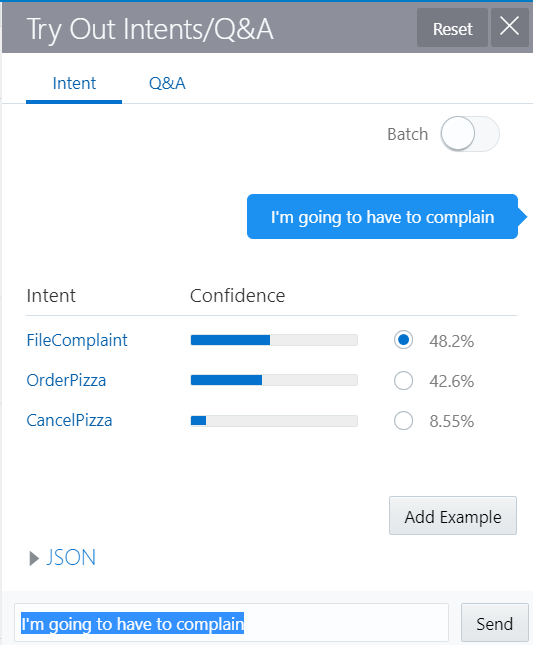 Try Out Intents/Q&A
Reset
Intent
Q&A
Batch
I'm going to have to complain
Intent Confidence
FileComplaint 48.2%
OrderPizza 42.6%
CancelPizza 8.55%
Add Example
JSON
I'm going to have to complain
Send